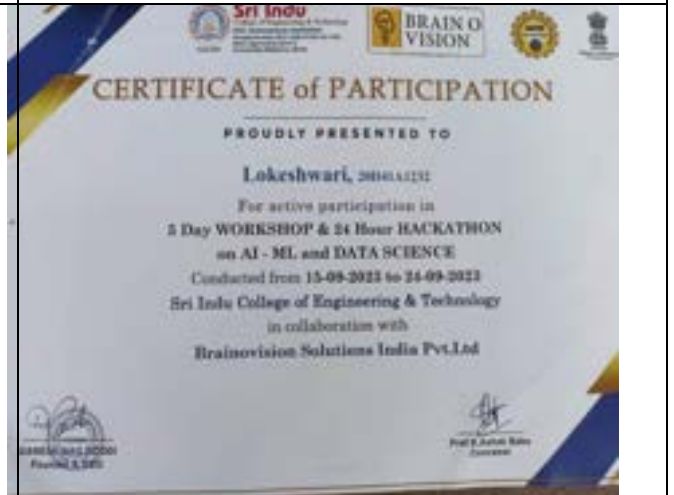 Sri Indu
BRAIN O
VISION
CERTIFICATE of PARTICIPATION
PROUDLY PRESENTED TO
Lokeshwari,
For active participation in
5 Day WORKSHOP & 24 Hour HACKATHON
on AI - ML and DATA SCIENCE
Conducted from 15-09-2023 to 24-09-2023
Sri Indu College of Engineering & Technology
in collaboration with
Brainovision Solutions India Pvt.Ltd
Convener